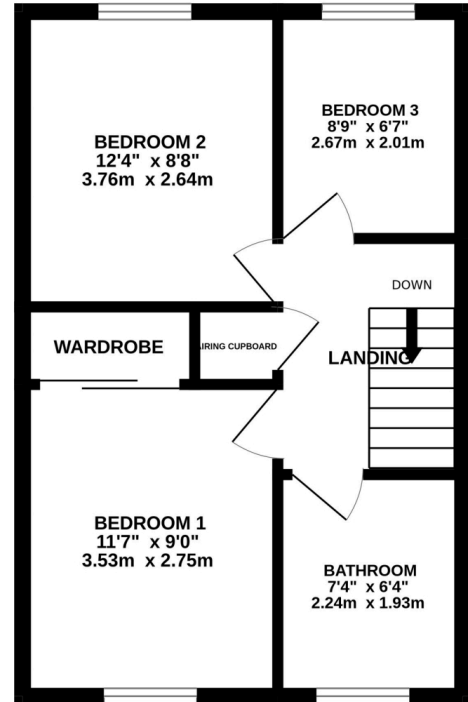 BEDROOM 2
12'4" x 8'8"
3.76m x 2.64m
BEDROOM 3
8'9" x 6'7"
2.67m x 2.01m
DOWN
WARDROBE
AIRING CUPBOARD
LANDING
BEDROOM 1
11'7" x 9'0"
3.53m x 2.75m
BATHROOM
7'4" x 6'4"
2.24m x 1.93m